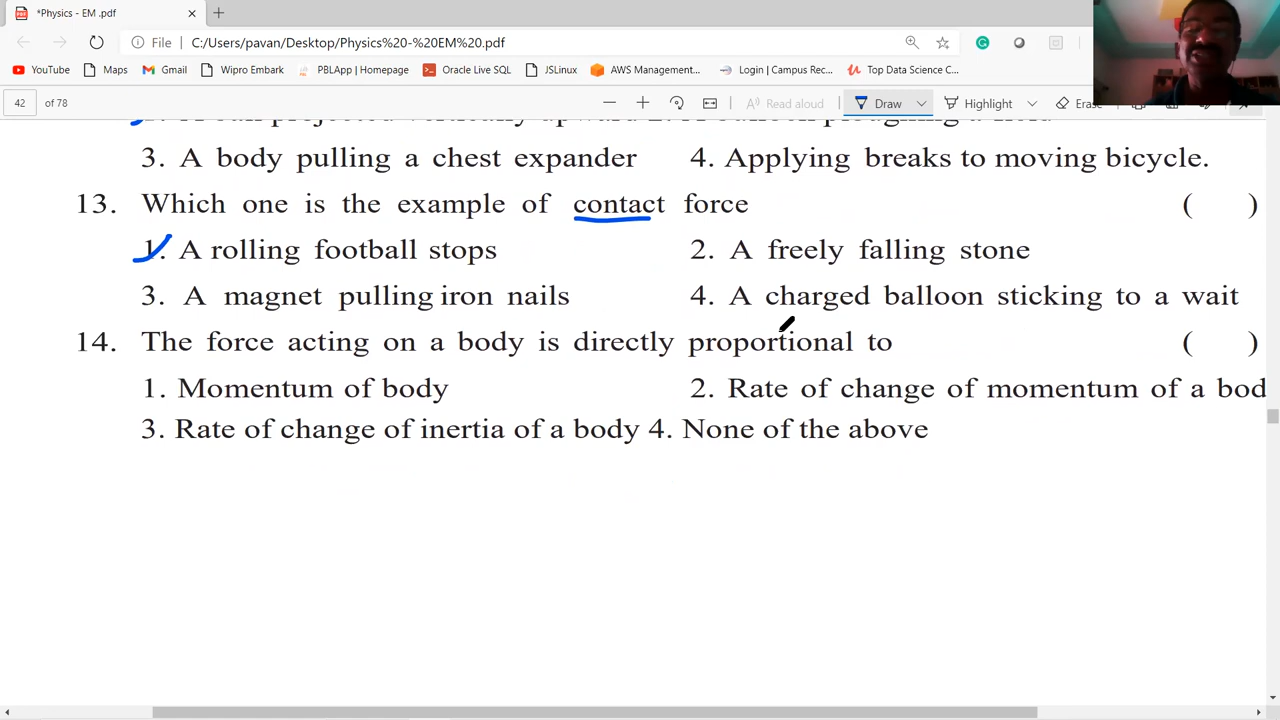 *Physics - EM .pdf
File C:/Users/pavan/Desktop/Physics%20-%20EM%20.pdf
YouTube Maps Gmail Wipro Embark PBLApp | Homepage Oracle Live SQL JSLinux AWS Management... Login | Campus Rec... Top Data Science C...
42 of 78 Read aloud Draw Highlight Erase
3. A body pulling a chest expander 4. Applying breaks to moving bicycle.
13. Which one is the example of contact force ( )
1. A rolling football stops 2. A freely falling stone
3. A magnet pulling iron nails 4. A charged balloon sticking to a wait
14. The force acting on a body is directly proportional to ( )
1. Momentum of body 2. Rate of change of momentum of a bod
3. Rate of change of inertia of a body 4. None of the above